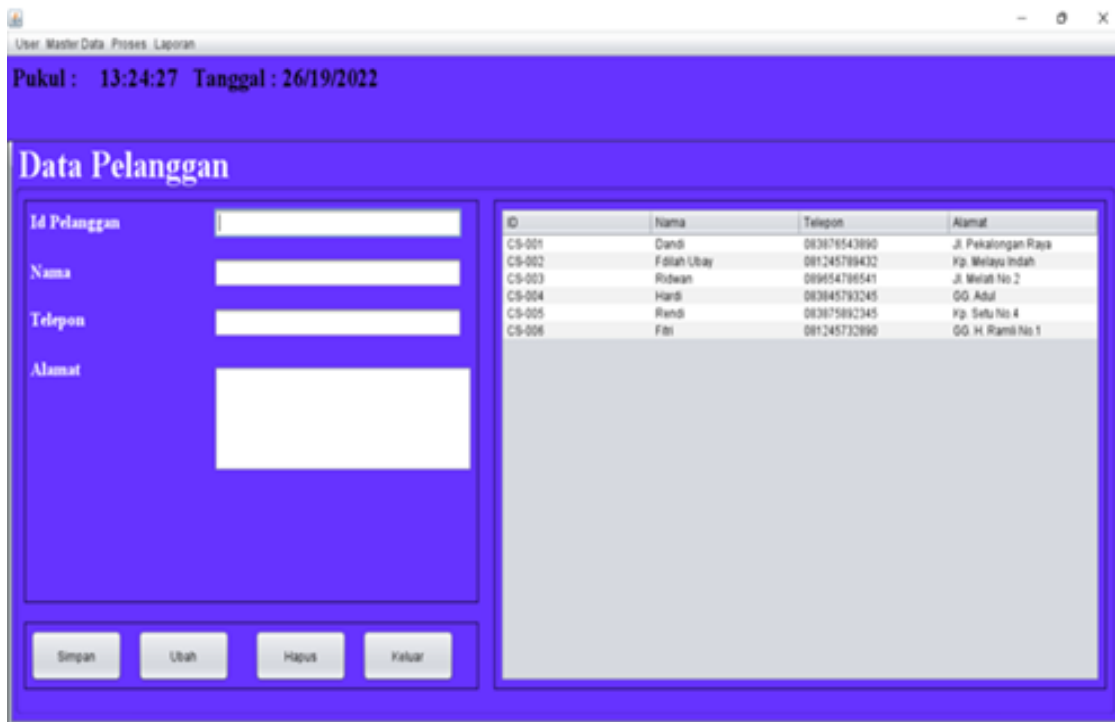 User Master Data Proses Laporan
Pukul : 13:24:27 Tanggal : 26/19/2022
Data Pelanggan
Id Pelanggan
Nama
Telepon
Alamat
Simpan Ubah Hapus Keluar
ID Nama Telepon Alamat
CS-001 Dandi 083876543890 Jl. Pekalongan Raya
CS-002 Fdilah Ubay 081245789432 Kp. Melayu Indah
CS-003 Ridwan 089654786541 Jl. Melati No.2
CS-004 Hardi 083845793245 GG. Adul
CS-005 Rendi 083875892345 Kp. Setu No.4
CS-006 Fitri 081245732890 GG. H. Ramli No.1